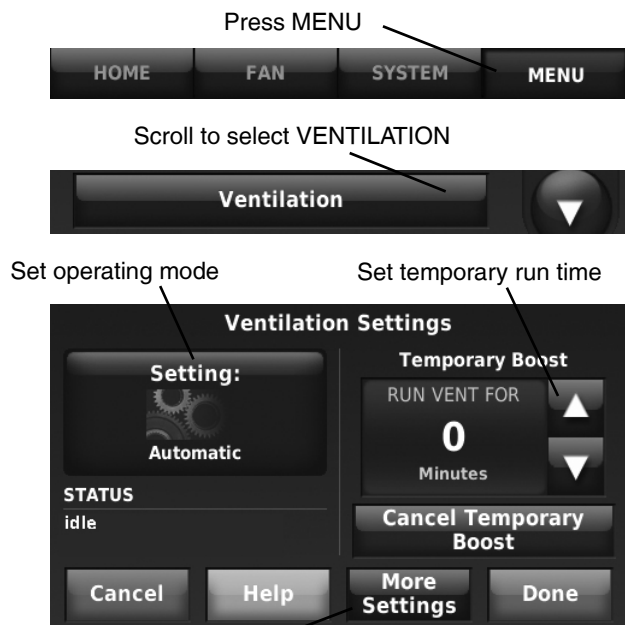 Press MENU
HOME FAN SYSTEM MENU
Scroll to select VENTILATION
Ventilation
Set operating mode
Set temporary run time
Ventilation Settings
Setting:
Automatic
STATUS
idle
Temporary Boost
RUN VENT FOR
0
Minutes
Cancel Temporary
Boost
Cancel
Help
More
Settings
Done